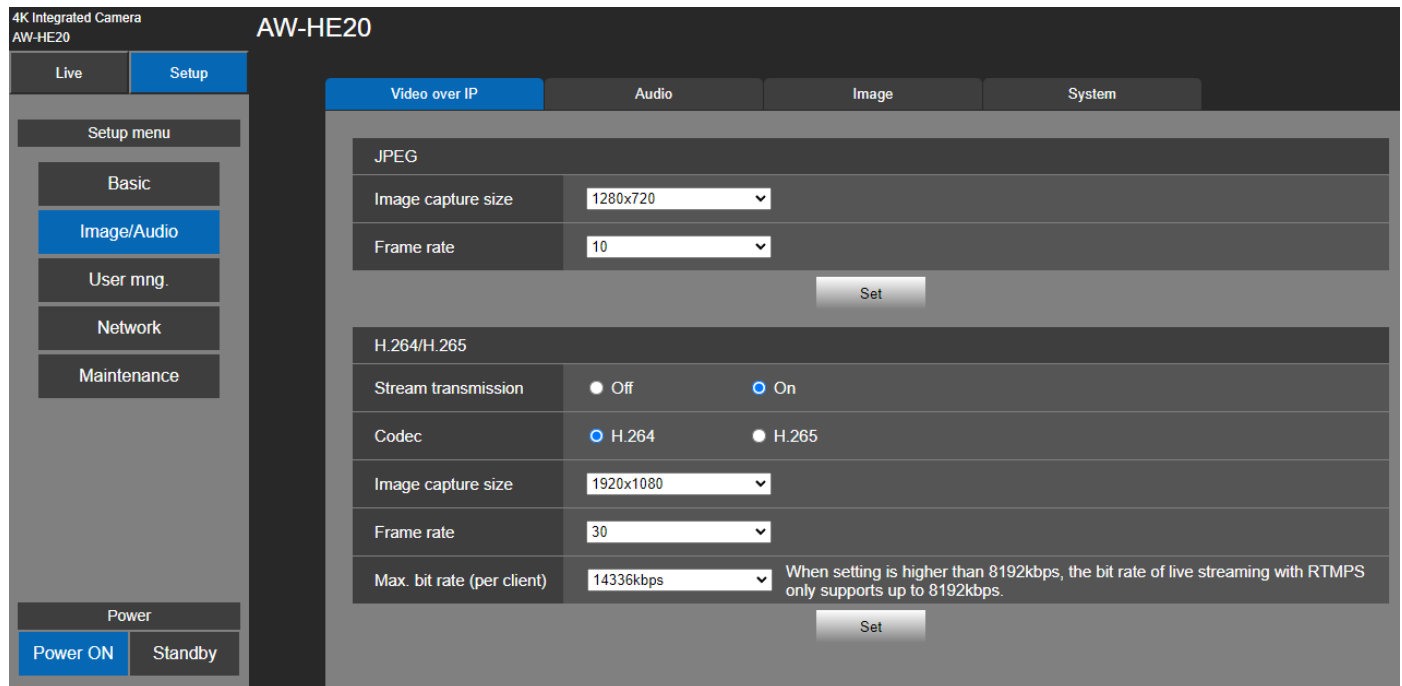 4K Integrated Camera
AW-HE20
AW-HE20
Live
Setup
Video over IP
Audio
Image
System
Setup menu
Basic
Image/Audio
User mng.
Network
Maintenance
JPEG
Image capture size
1280x720
Frame rate
10
Set
H.264/H.265
Stream transmission
Off
On
Codec
H.264
H.265
Image capture size
1920x1080
Frame rate
30
Max. bit rate (per client)
14336kbps
When setting is higher than 8192kbps, the bit rate of live streaming with RTMPS
only supports up to 8192kbps.
Set
Power
Power ON
Standby